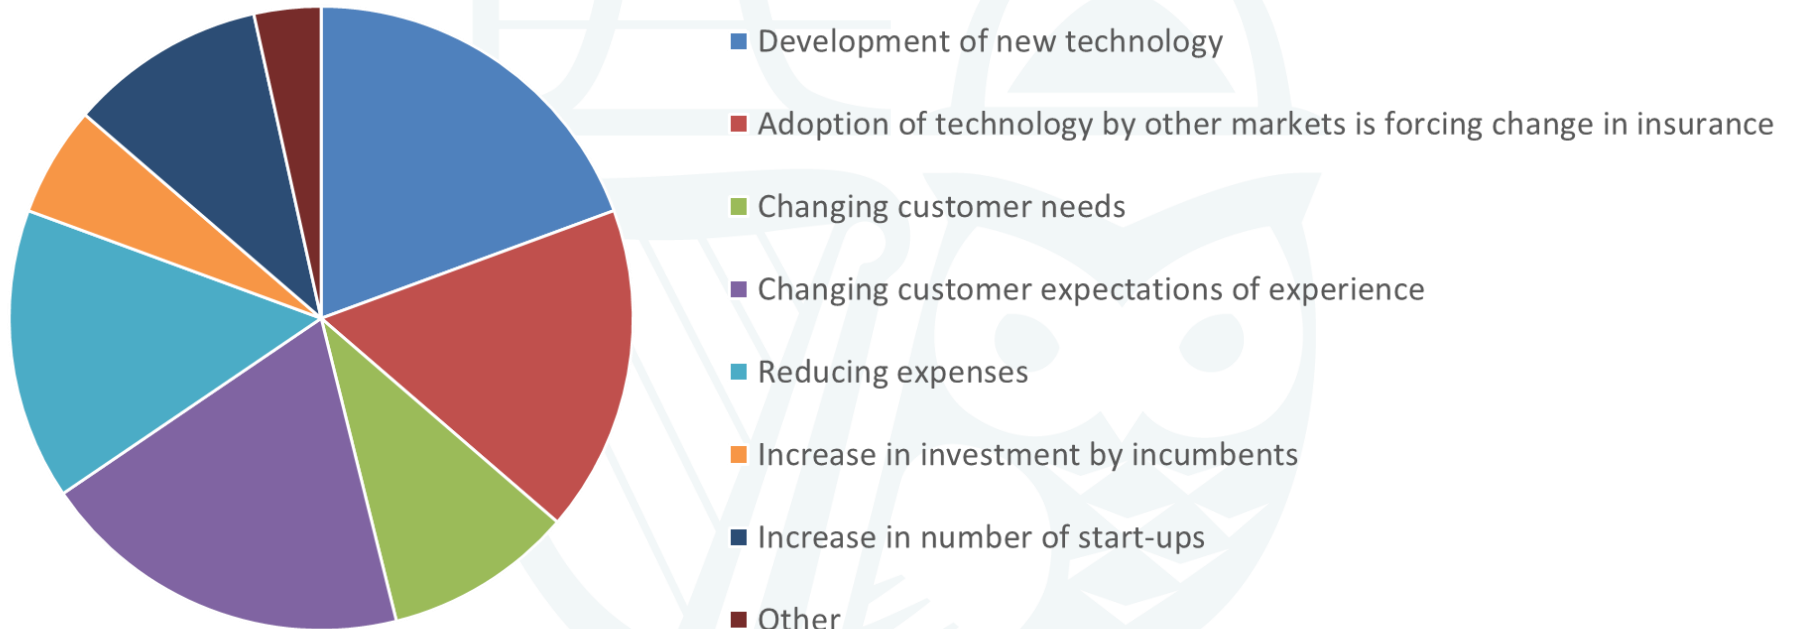 Development of new technology
Adoption of technology by other markets is forcing change in insurance
Changing customer needs
Changing customer expectations of experience
Reducing expenses
Increase in investment by incumbents
Increase in number of start-ups
Other